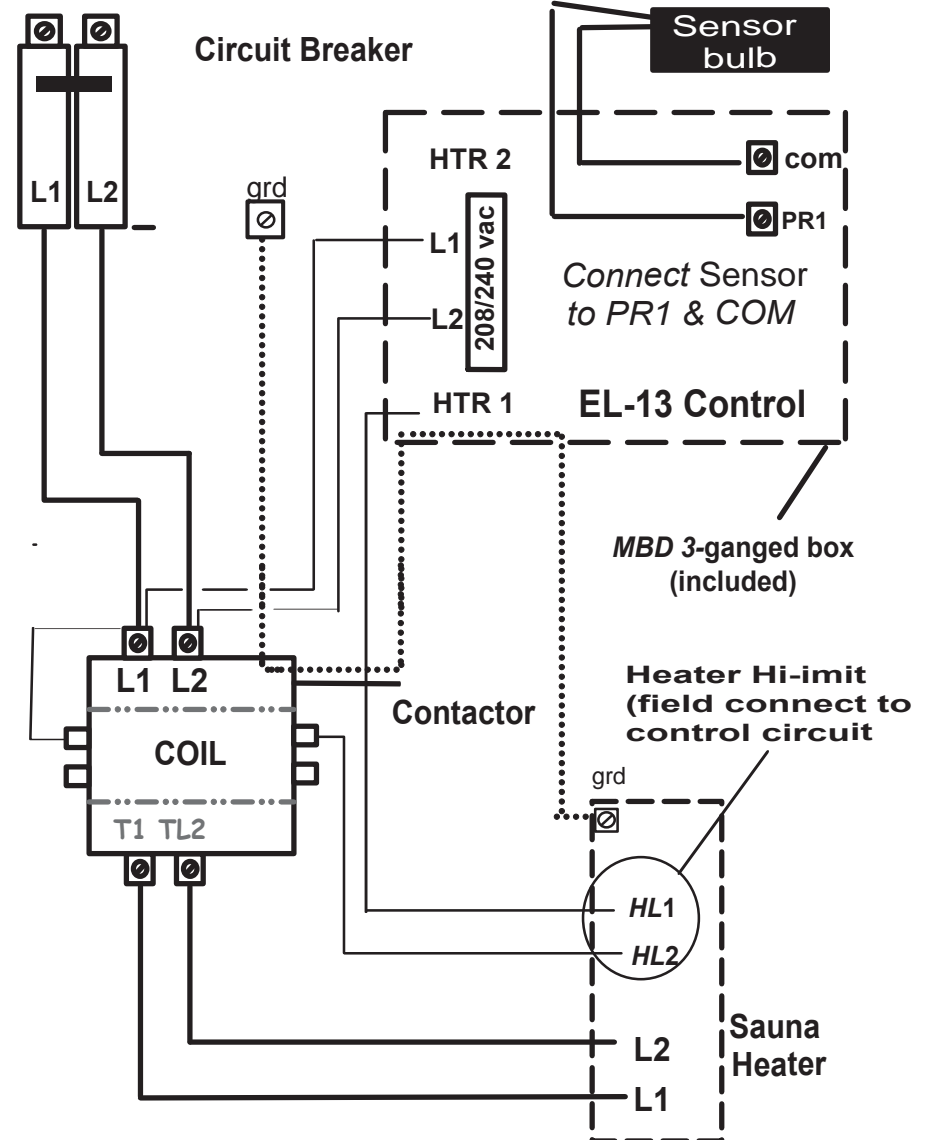 Circuit Breaker
Sensor
bulb
L1 L2
grd
HTR 2
com
L1
PR1
208/240 vac
Connect Sensor
to PR1 & COM
L2
HTR 1
EL-13 Control
MBD 3-ganged box
(included)
L1 L2
COIL
T1 TL2
Contactor
Heater Hi-imit
(field connect to
control circuit
grd
HL1
HL2
Sauna
Heater
L2
L1